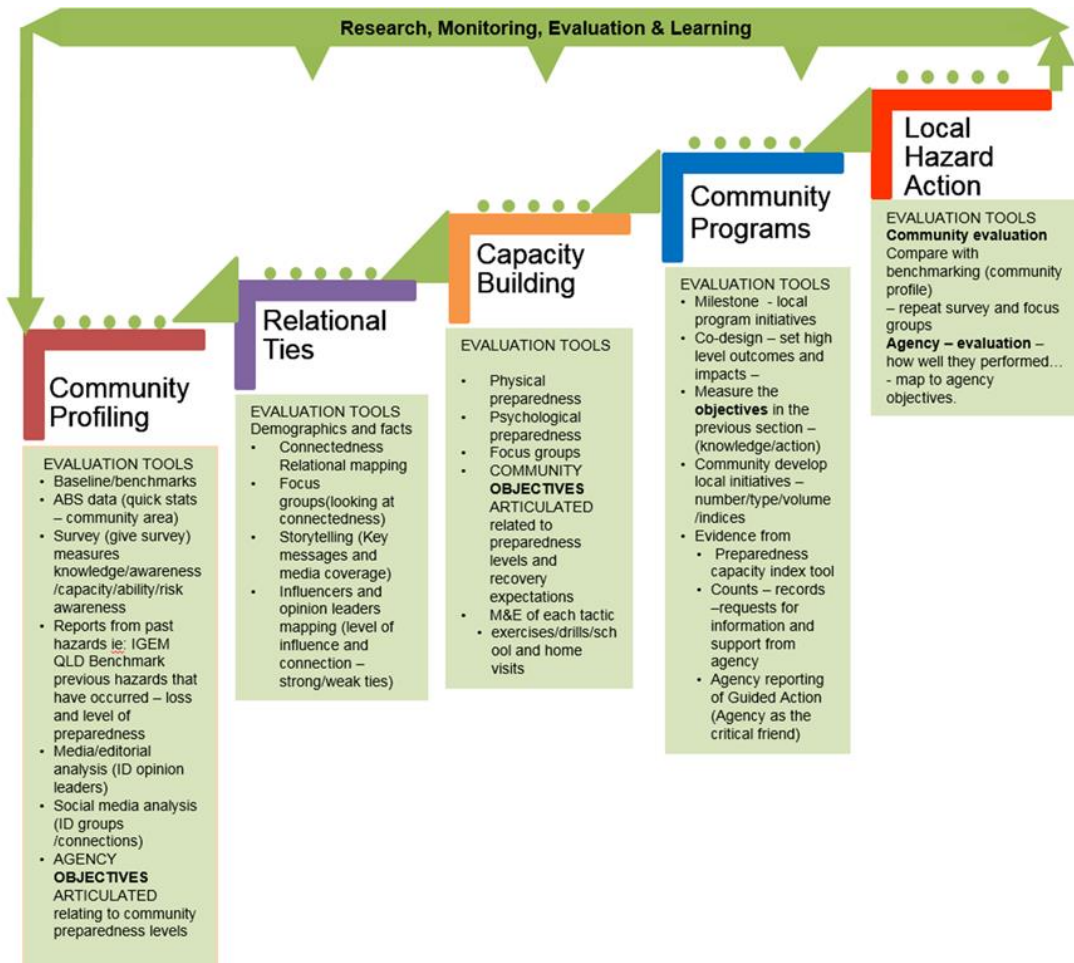 Research, Monitoring, Evaluation & Learning
Community
Profiling
EVALUATION TOOLS
• Baseline/benchmarks
• ABS data (quick stats
– community area)
• Survey (give survey)
measures
knowledge/awareness
/capacity/ability/risk
awareness
• Reports from past
hazards ie: IGEM
QLD Benchmark
previous hazards that
have occurred – loss
and level of
preparedness
• Media/editorial
analysis (ID opinion
leaders)
• Social media analysis
(ID groups
/connections)
• AGENCY
OBJECTIVES
ARTICULATED
relating to community
preparedness levels
Relational
Ties
EVALUATION TOOLS
Demographics and facts
• Connectedness
Relational mapping
• Focus
groups(looking at
connectedness)
• Storytelling (Key
messages and
media coverage)
• Influencers and
opinion leaders
mapping (level of
influence and
connection –
strong/weak ties)
Capacity
Building
EVALUATION TOOLS
• Physical
preparedness
• Psychological
preparedness
• Focus groups
• COMMUNITY
OBJECTIVES
ARTICULATED
related to
preparedness
levels and
recovery
expectations
• M&E of each tactic
• exercises/drills/sch
ool and home
visits
Community
Programs
EVALUATION TOOLS
• Milestone - local
program initiatives
• Co-design – set high
level outcomes and
impacts –
• Measure the
objectives in the
previous section –
(knowledge/action)
• Community develop
local initiatives –
number/type/volume
/indices
• Evidence from
• Preparedness
capacity index tool
• Counts – records
–requests for
information and
support from
agency
• Agency reporting
of Guided Action
(Agency as the
critical friend)
Local
Hazard
Action
EVALUATION TOOLS
Community evaluation
Compare with
benchmarking (community
profile)
– repeat survey and focus
groups
Agency – evaluation –
how well they performed…
- map to agency
objectives.